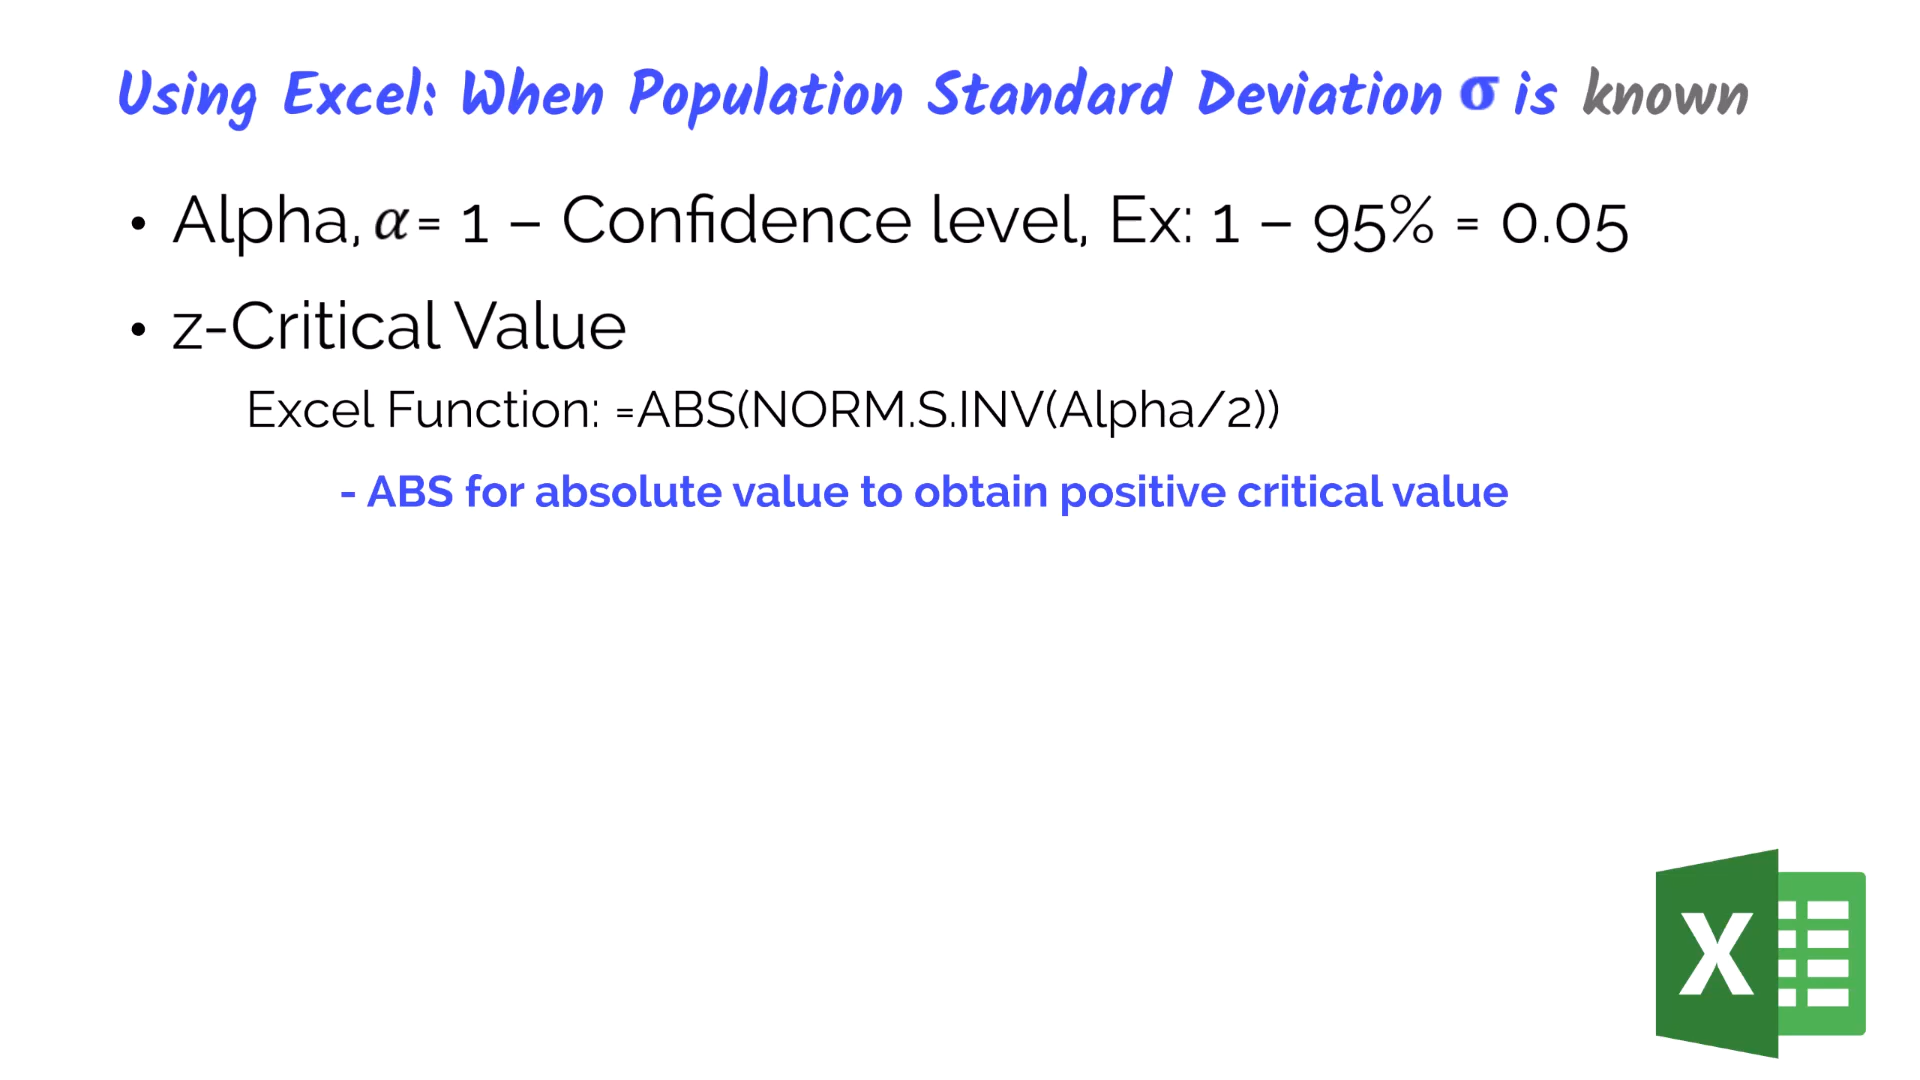 Using Excel: When Population Standard Deviation σ is known
• Alpha, α = 1 – Confidence level, Ex: 1 – 95% = 0.05
• z-Critical Value
Excel Function: =ABS(NORM.S.INV(Alpha/2))
- ABS for absolute value to obtain positive critical value
X